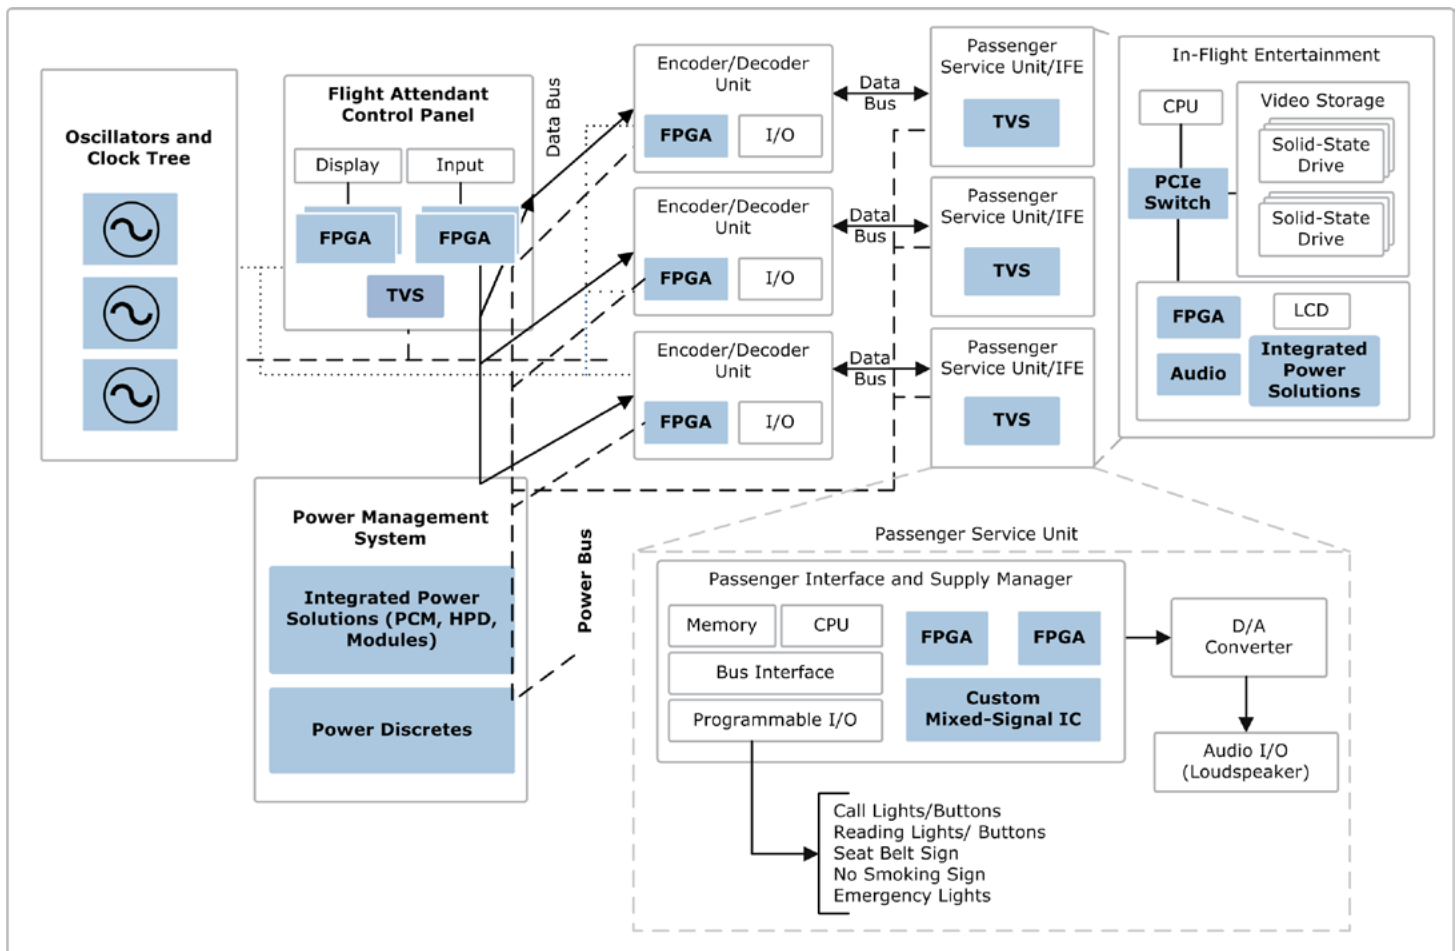 Oscillators and
Clock Tree
Flight Attendant
Control Panel
Display
Input
FPGA
FPGA
TVS
Data Bus
Encoder/Decoder
Unit
FPGA
I/O
Data
Bus
Passenger
Service Unit/IFE
TVS
Encoder/Decoder
Unit
FPGA
I/O
Data
Bus
Passenger
Service Unit/IFE
TVS
Encoder/Decoder
Unit
FPGA
I/O
Data
Bus
Passenger
Service Unit/IFE
TVS
In-Flight Entertainment
CPU
PCIe
Switch
Video Storage
Solid-State
Drive
Solid-State
Drive
FPGA
LCD
Audio
Integrated
Power
Solutions
Power Management
System
Integrated Power
Solutions (PCM, HPD,
Modules)
Power Discretes
Power Bus
Passenger Service Unit
Passenger Interface and Supply Manager
Memory
CPU
Bus Interface
Programmable I/O
FPGA
FPGA
Custom
Mixed-Signal IC
D/A
Converter
Audio I/O
(Loudspeaker)
Call Lights/Buttons
Reading Lights/ Buttons
Seat Belt Sign
No Smoking Sign
Emergency Lights